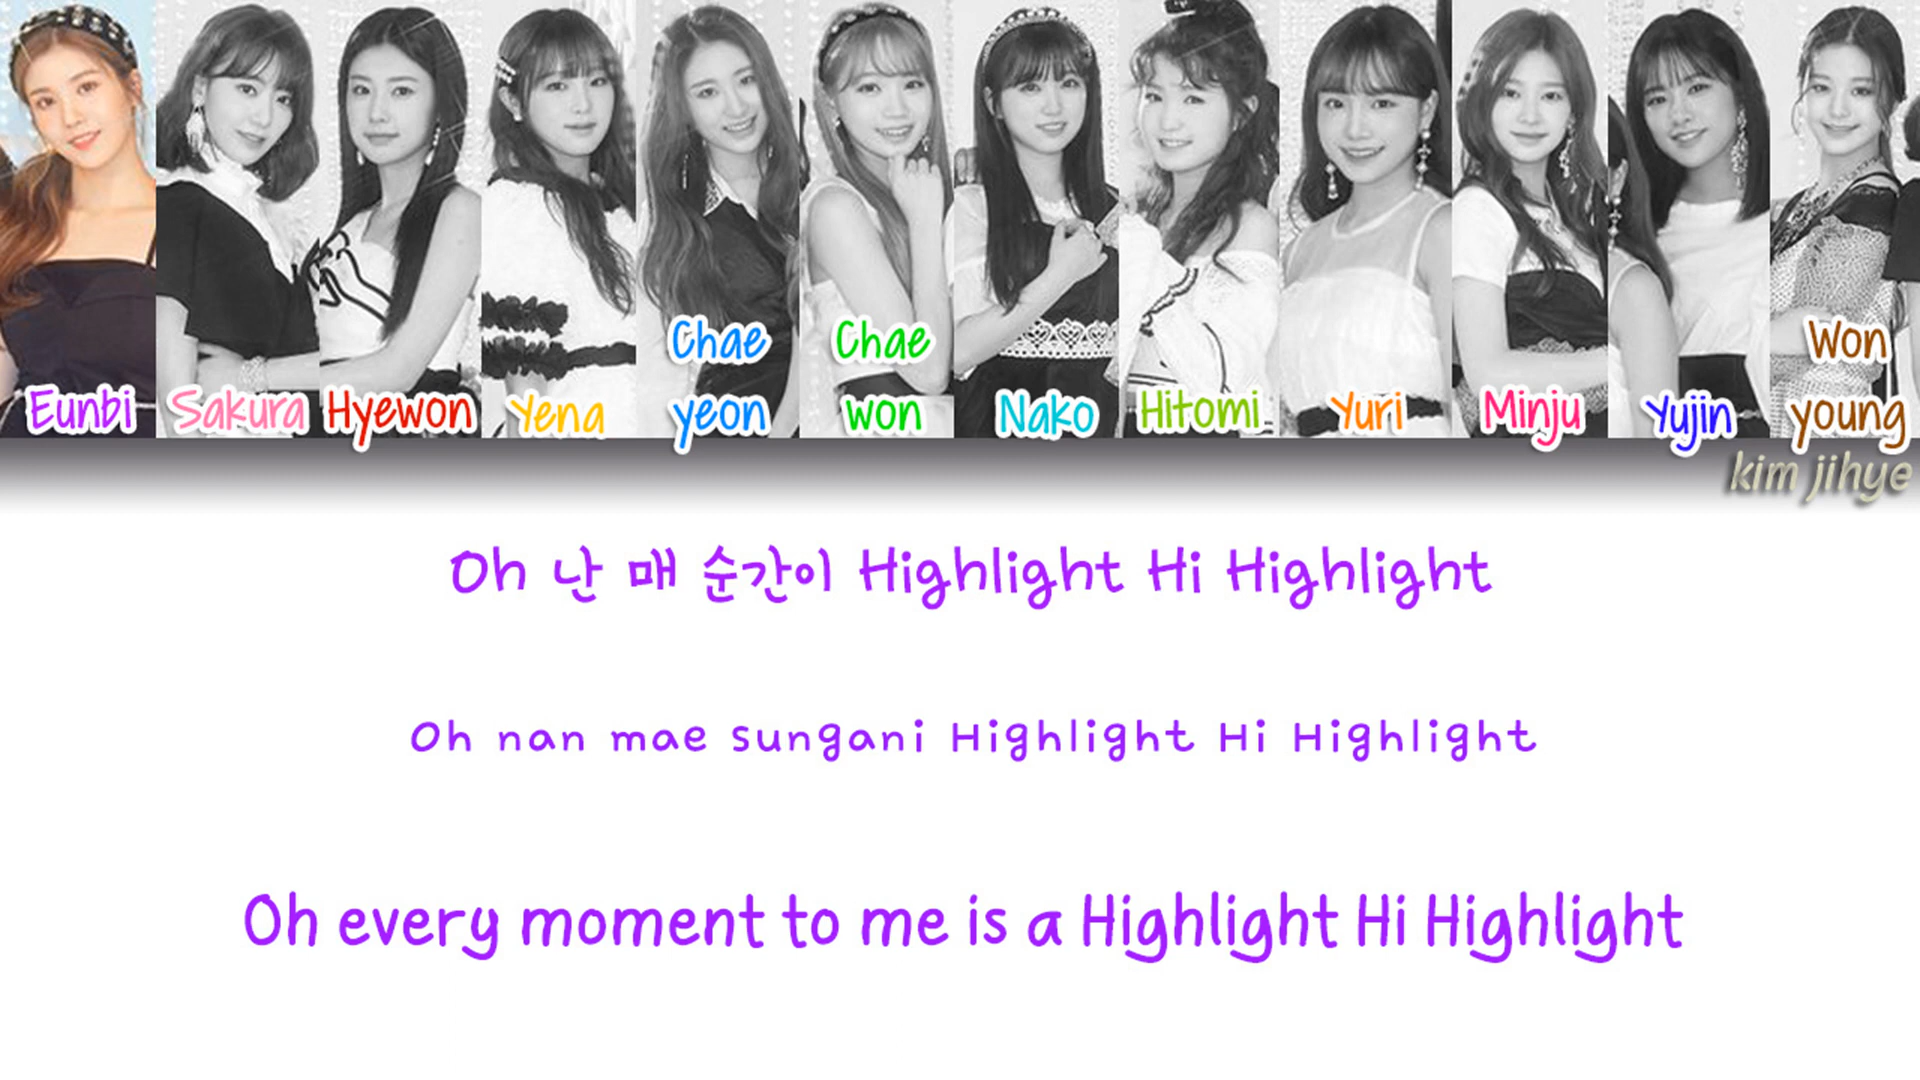 Eunbi
Sakura
Hyewon
Yena
Chae
yeon
Chae
won
Nako
Hitomi
Yuri
Minju
Yujin
Won
young
kim jihye
Oh 난 매 순간이 Highlight Hi Highlight
Oh nan mae sungani Highlight Hi Highlight
Oh every moment to me is a Highlight Hi Highlight